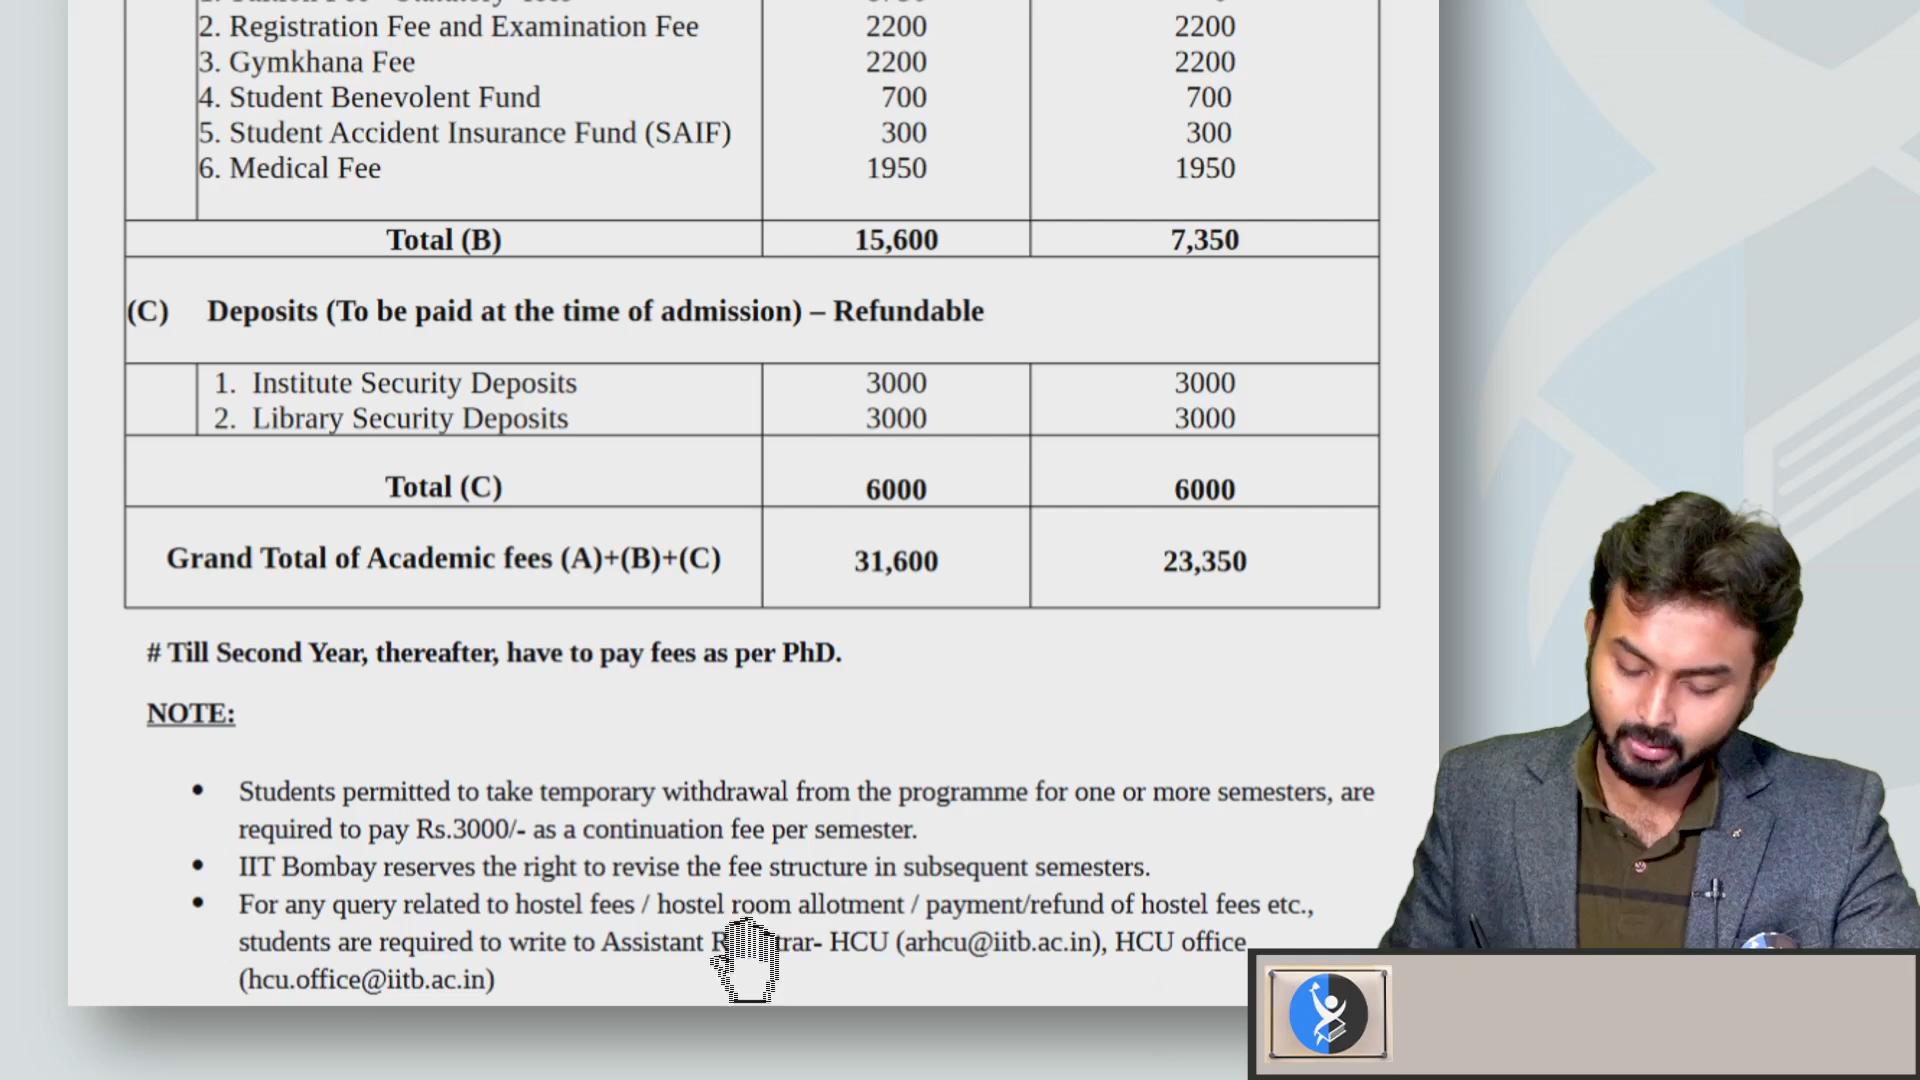 2. Registration Fee and Examination Fee 2200 2200
3. Gymkhana Fee 2200 2200
4. Student Benevolent Fund 700 700
5. Student Accident Insurance Fund (SAIF) 300 300
6. Medical Fee 1950 1950
Total (B) 15,600 7,350
(C) Deposits (To be paid at the time of admission) – Refundable
1. Institute Security Deposits 3000 3000
2. Library Security Deposits 3000 3000
Total (C) 6000 6000
Grand Total of Academic fees (A)+(B)+(C) 31,600 23,350
# Till Second Year, thereafter, have to pay fees as per PhD.
NOTE:
• Students permitted to take temporary withdrawal from the programme for one or more semesters, are
required to pay Rs.3000/- as a continuation fee per semester.
• IIT Bombay reserves the right to revise the fee structure in subsequent semesters.
• For any query related to hostel fees / hostel room allotment / payment/refund of hostel fees etc.,
students are required to write to Assistant HCU (arhcu@iitb.ac.in), HCU office
(hcu.office@iitb.ac.in)